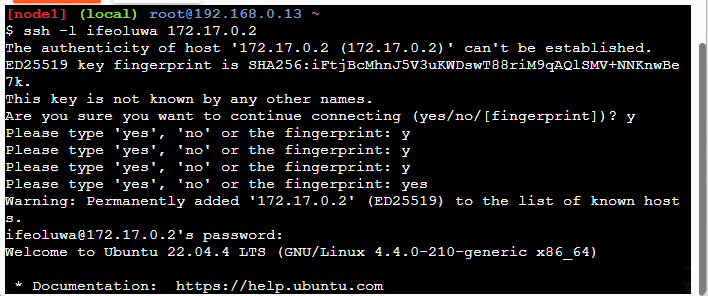 [node1] (local) root@192.168.0.13 ~
$ ssh -l ifeoluwa 172.17.0.2
The authenticity of host '172.17.0.2 (172.17.0.2)' can't be established.
ED25519 key fingerprint is SHA256:iFtjBcMhnJ5V3uKWDswT88riM9qAQlSMV+NNKnwBe
7k.
This key is not known by any other names.
Are you sure you want to continue connecting (yes/no/[fingerprint])? y
Please type 'yes', 'no' or the fingerprint: y
Please type 'yes', 'no' or the fingerprint: y
Please type 'yes', 'no' or the fingerprint: y
Please type 'yes', 'no' or the fingerprint: yes
Warning: Permanently added '172.17.0.2' (ED25519) to the list of known host
s.
ifeoluwa@172.17.0.2's password:
Welcome to Ubuntu 22.04.4 LTS (GNU/Linux 4.4.0-210-generic x86_64)
* Documentation:  https://help.ubuntu.com